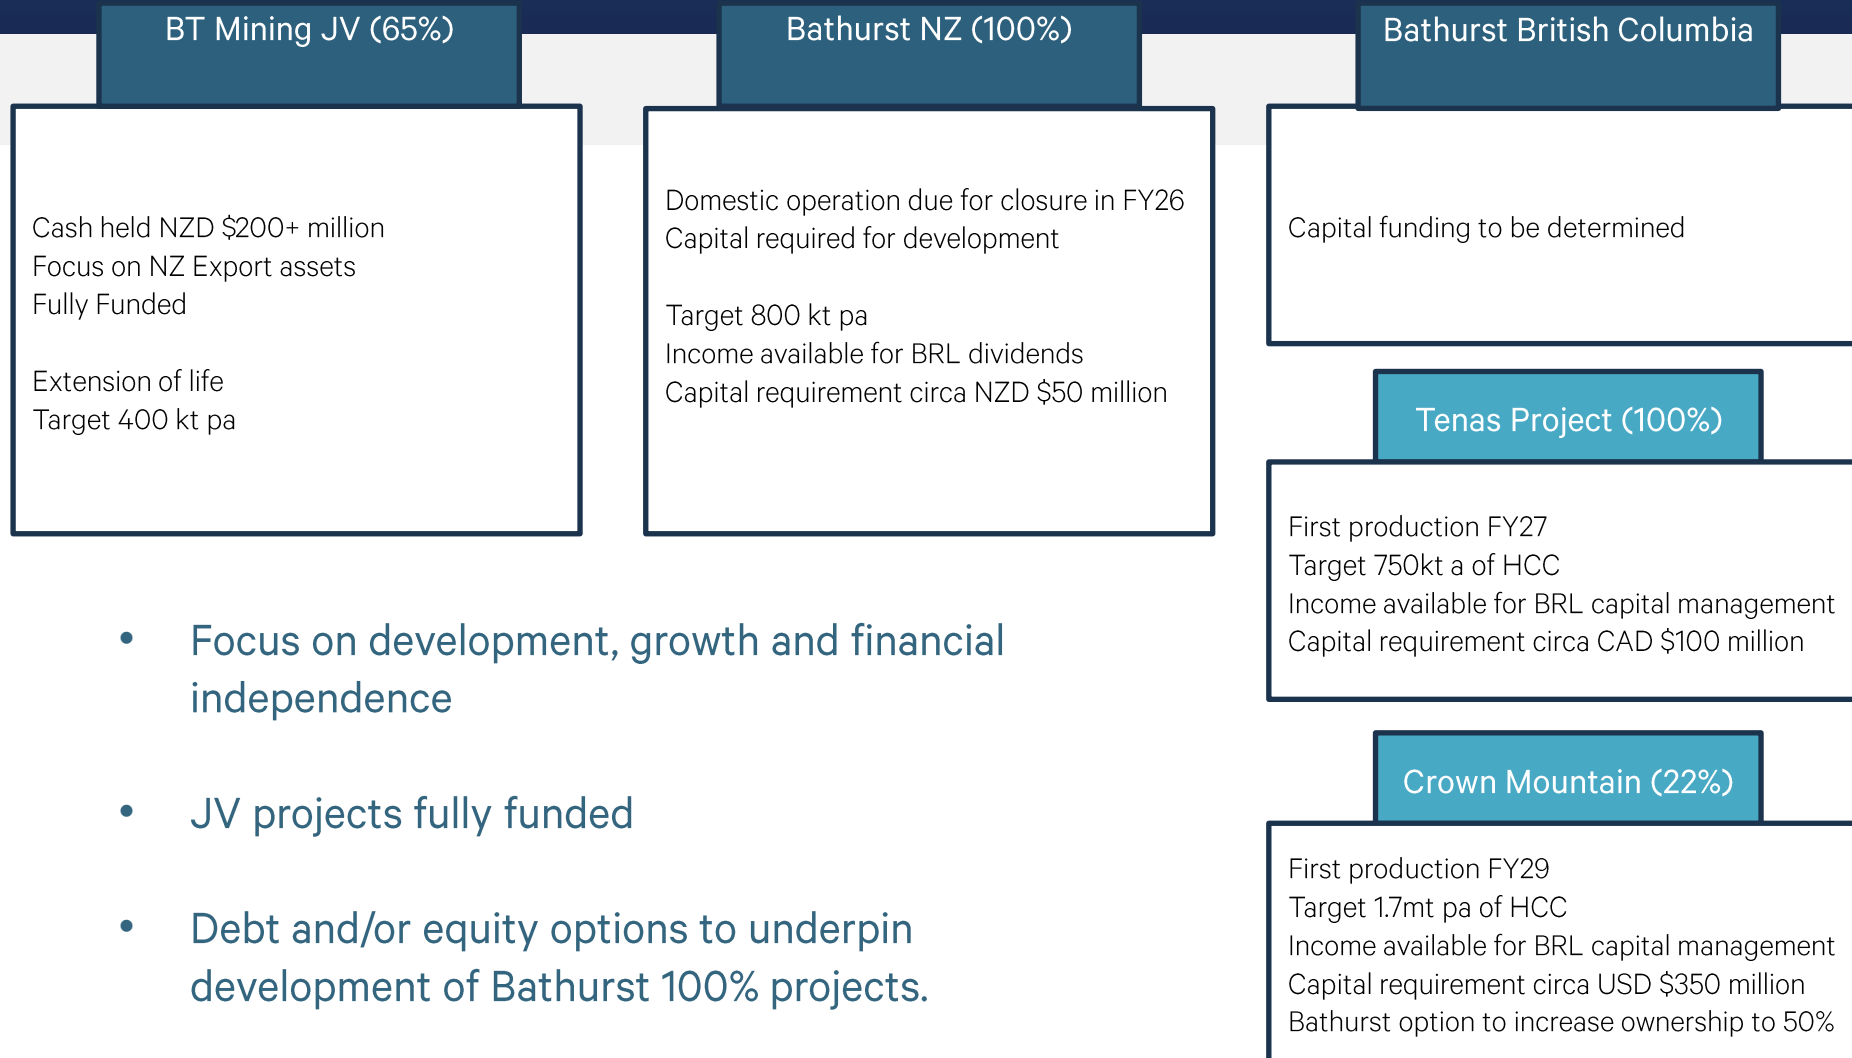 BT Mining JV (65%)
Cash held NZD $200+ million
Focus on NZ Export assets
Fully Funded
Extension of life
Target 400 kt pa
Bathurst NZ (100%)
Domestic operation due for closure in FY26
Capital required for development
Target 800 kt pa
Income available for BRL dividends
Capital requirement circa NZD $50 million
Bathurst British Columbia
Capital funding to be determined
Tenas Project (100%)
First production FY27
Target 750kt a of HCC
Income available for BRL capital management
Capital requirement circa CAD $100 million
Crown Mountain (22%)
First production FY29
Target 1.7mt pa of HCC
Income available for BRL capital management
Capital requirement circa USD $350 million
Bathurst option to increase ownership to 50%
• Focus on development, growth and financial
independence
• JV projects fully funded
• Debt and/or equity options to underpin
development of Bathurst 100% projects.